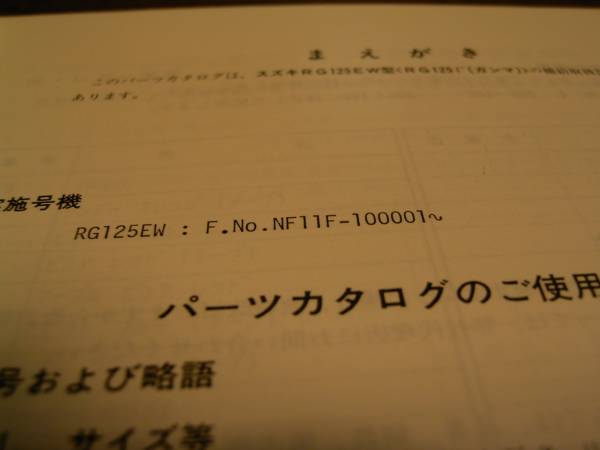 まえがき
このパーツカタログは、スズキRG125EW型<RG125Γ(ガンマ)>の
あります。
施号機
RG125EW : F.No.NF11F-100001~
パーツカタログのご使用
号および略語
サイズ等